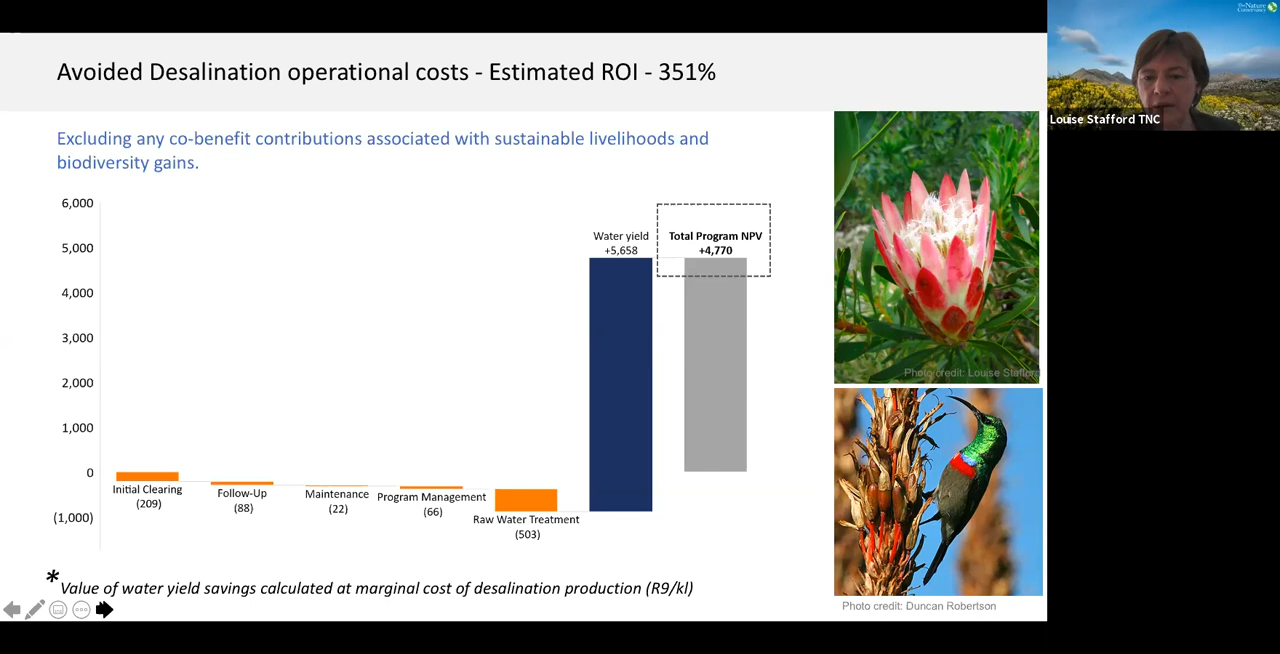 The Nature
Conservancy
Avoided Desalination operational costs - Estimated ROI - 351%
Louise Stafford TNC
Excluding any co-benefit contributions associated with sustainable livelihoods and
biodiversity gains.
6,000
5,000
4,000
3,000
2,000
1,000
0
(1,000)
Water yield
+5,658
Total Program NPV
+4,770
Initial Clearing
(209)
Follow-Up
(88)
Maintenance
(22)
Program Management
(66)
Raw Water Treatment
(503)
Photo credit: Louise Stafford
*Value of water yield savings calculated at marginal cost of desalination production (R9/kl)
Photo credit: Duncan Robertson